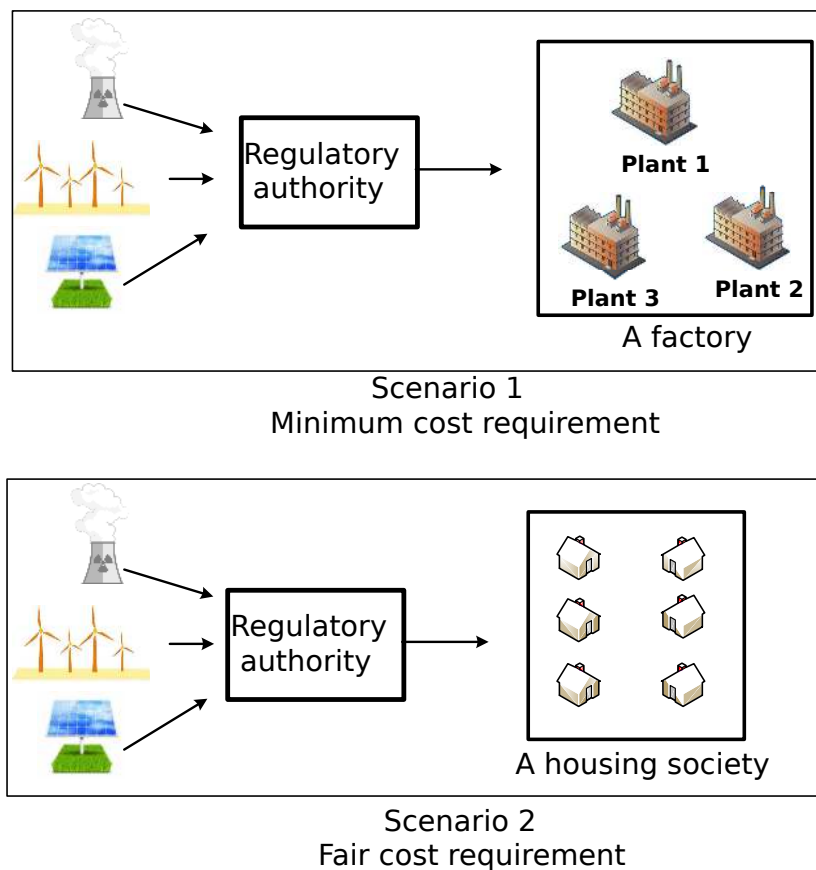 Regulatory
authority
Plant 1
Plant 3
Plant 2
A factory
Scenario 1
Minimum cost requirement
Regulatory
authority
A housing society
Scenario 2
Fair cost requirement